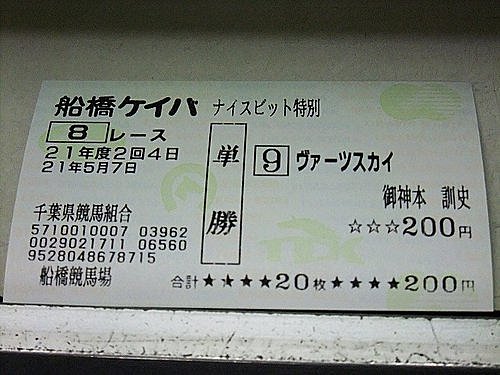 船橋ケイバ ナイスビット特別
8 レース
21年度2回4日
21年5月7日
単勝
9 ヴァーツスカイ
御神本 訓史
☆☆☆200円
千葉県競馬組合
5710010007 03962
0029021711 06560
9528048678715
船橋競馬場
合計★★★★20枚★★★★200円